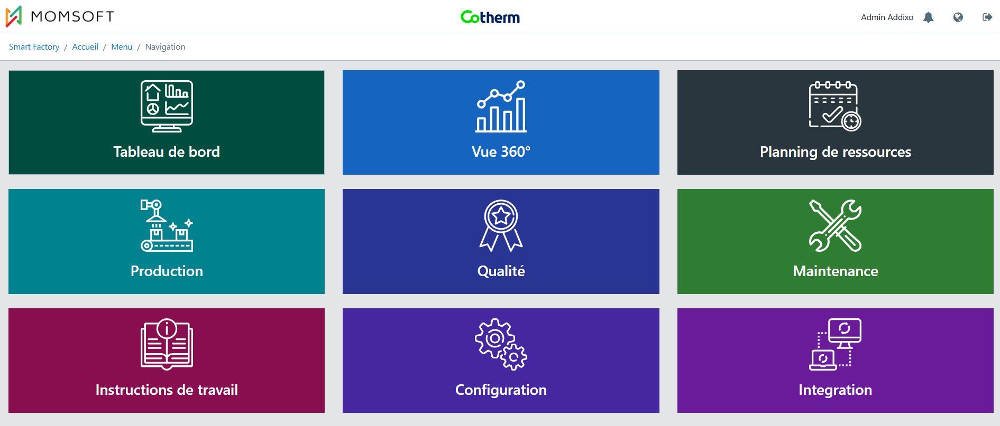 MOMSOFT
Cotherm
Admin Addixo
Smart Factory / Accueil / Menu / Navigation
Tableau de bord
Vue 360°
Planning de ressources
Production
Qualité
Maintenance
Instructions de travail
Configuration
Integration